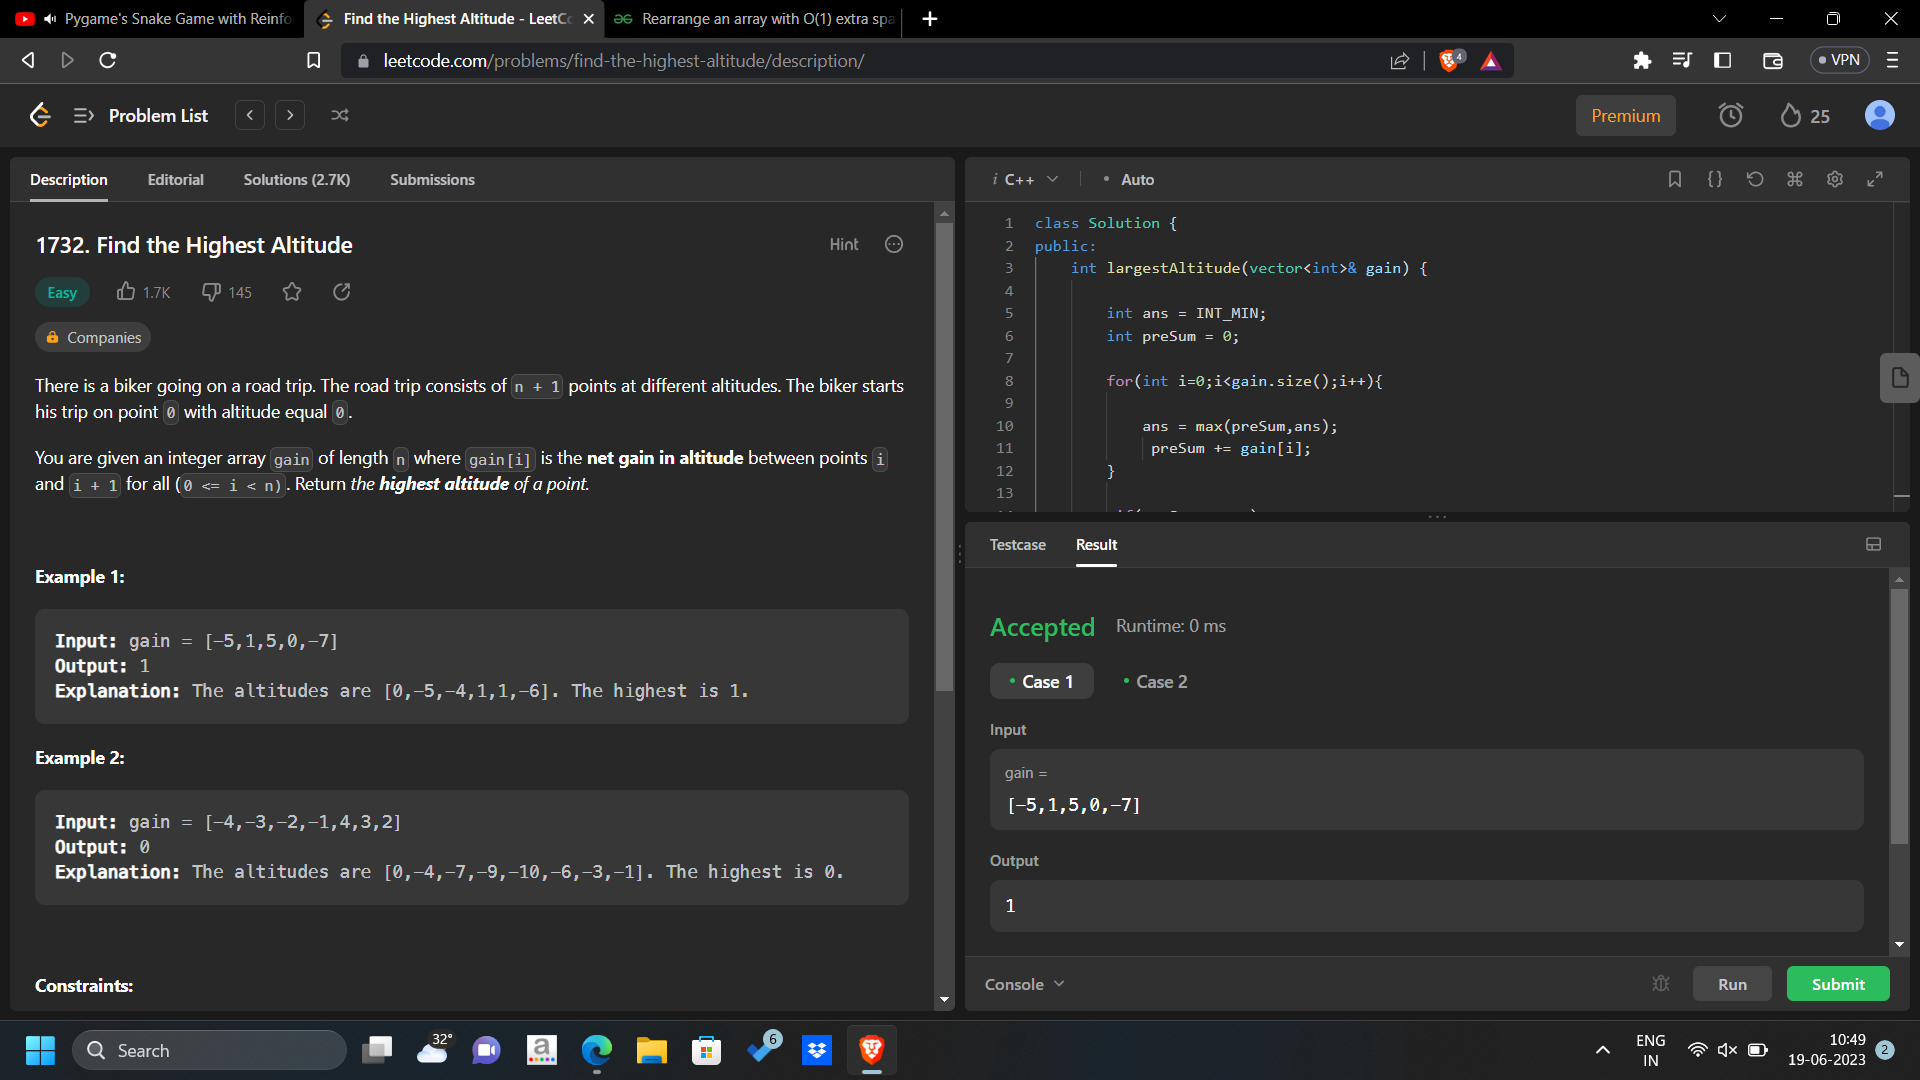 Pygame's Snake Game with Reinfo
Find the Highest Altitude - LeetCo
Rearrange an array with O(1) extra spa
leetcode.com/problems/find-the-highest-altitude/description/
4
VPN
Problem List
Premium
25
Description
Editorial
Solutions (2.7K)
Submissions
1732. Find the Highest Altitude
Hint
Easy
1.7K
145
Companies
There is a biker going on a road trip. The road trip consists of n + 1 points at different altitudes. The biker starts
his trip on point 0 with altitude equal 0.
You are given an integer array gain of length n where gain[i] is the net gain in altitude between points i
and i + 1 for all (0 <= i < n). Return the highest altitude of a point.
Example 1:
Input: gain = [-5,1,5,0,-7]
Output: 1
Explanation: The altitudes are [0,-5,-4,1,1,-6]. The highest is 1.
Example 2:
Input: gain = [-4,-3,-2,-1,4,3,2]
Output: 0
Explanation: The altitudes are [0,-4,-7,-9,-10,-6,-3,-1]. The highest is 0.
Constraints:
i C++
Auto
1 class Solution {
2 public:
3 int largestAltitude(vector<int>& gain) {
4
5 int ans = INT_MIN;
6 int preSum = 0;
7
8 for(int i=0;i<gain.size();i++){
9
10 ans = max(preSum,ans);
11 preSum += gain[i];
12 }
13
Testcase
Result
Accepted
Runtime: 0 ms
Case 1
Case 2
Input
gain =
[-5,1,5,0,-7]
Output
1
Console
Run
Submit
Search
32°
a
6
ENG
IN
10:49
19-06-2023
2